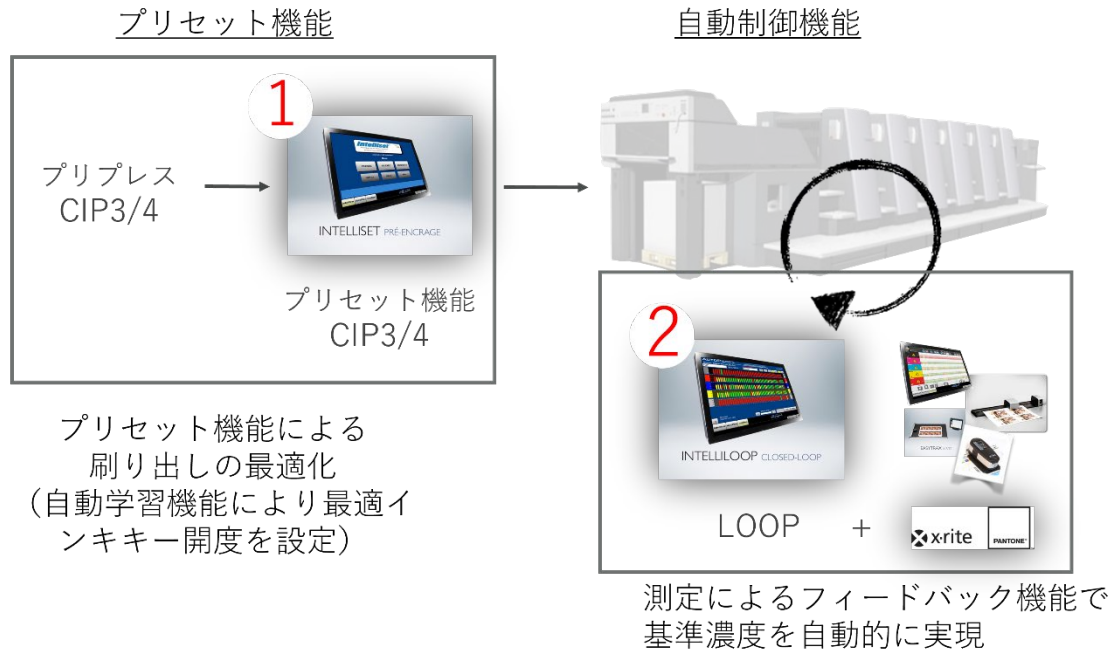 プリセット機能
自動制御機能
1
プリプレス
CIP3/4
Intelliset
INTELLISET PRÉ-ENCRAGE
プリセット機能
CIP3/4
プリセット機能による
刷り出しの最適化
（自動学習機能により最適イ
ンキキー開度を設定）
2
INTELLILOOP CLOSED-LOOP
LOOP +
x·rite
PANTONE®
測定によるフィードバック機能で
基準濃度を自動的に実現